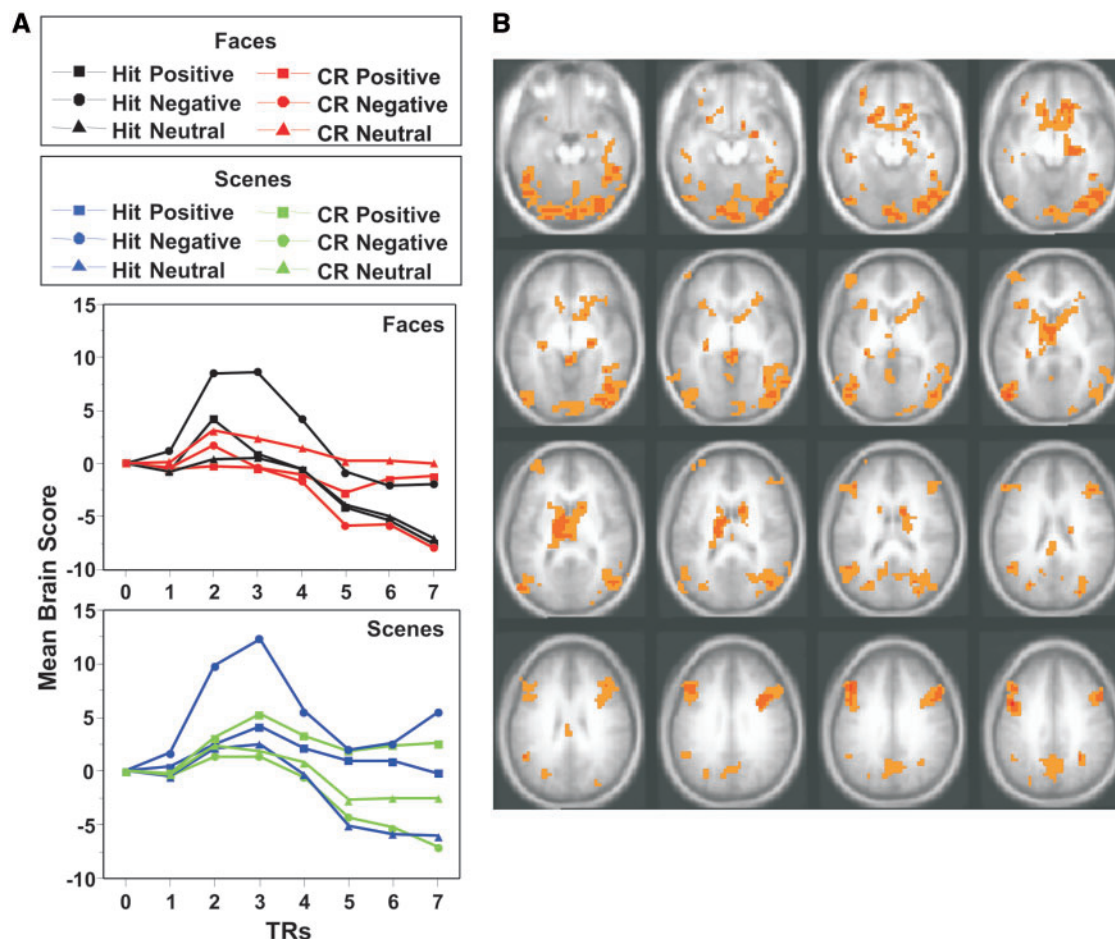 A
B
Faces
Hit Positive CR Positive
Hit Negative CR Negative
Hit Neutral CR Neutral
Scenes
Hit Positive CR Positive
Hit Negative CR Negative
Hit Neutral CR Neutral
Mean Brain Score
15
Faces
10
5
0
-5
-10
0 1 2 3 4 5 6 7
15
Scenes
10
5
0
-5
-10
0 1 2 3 4 5 6 7
TRs